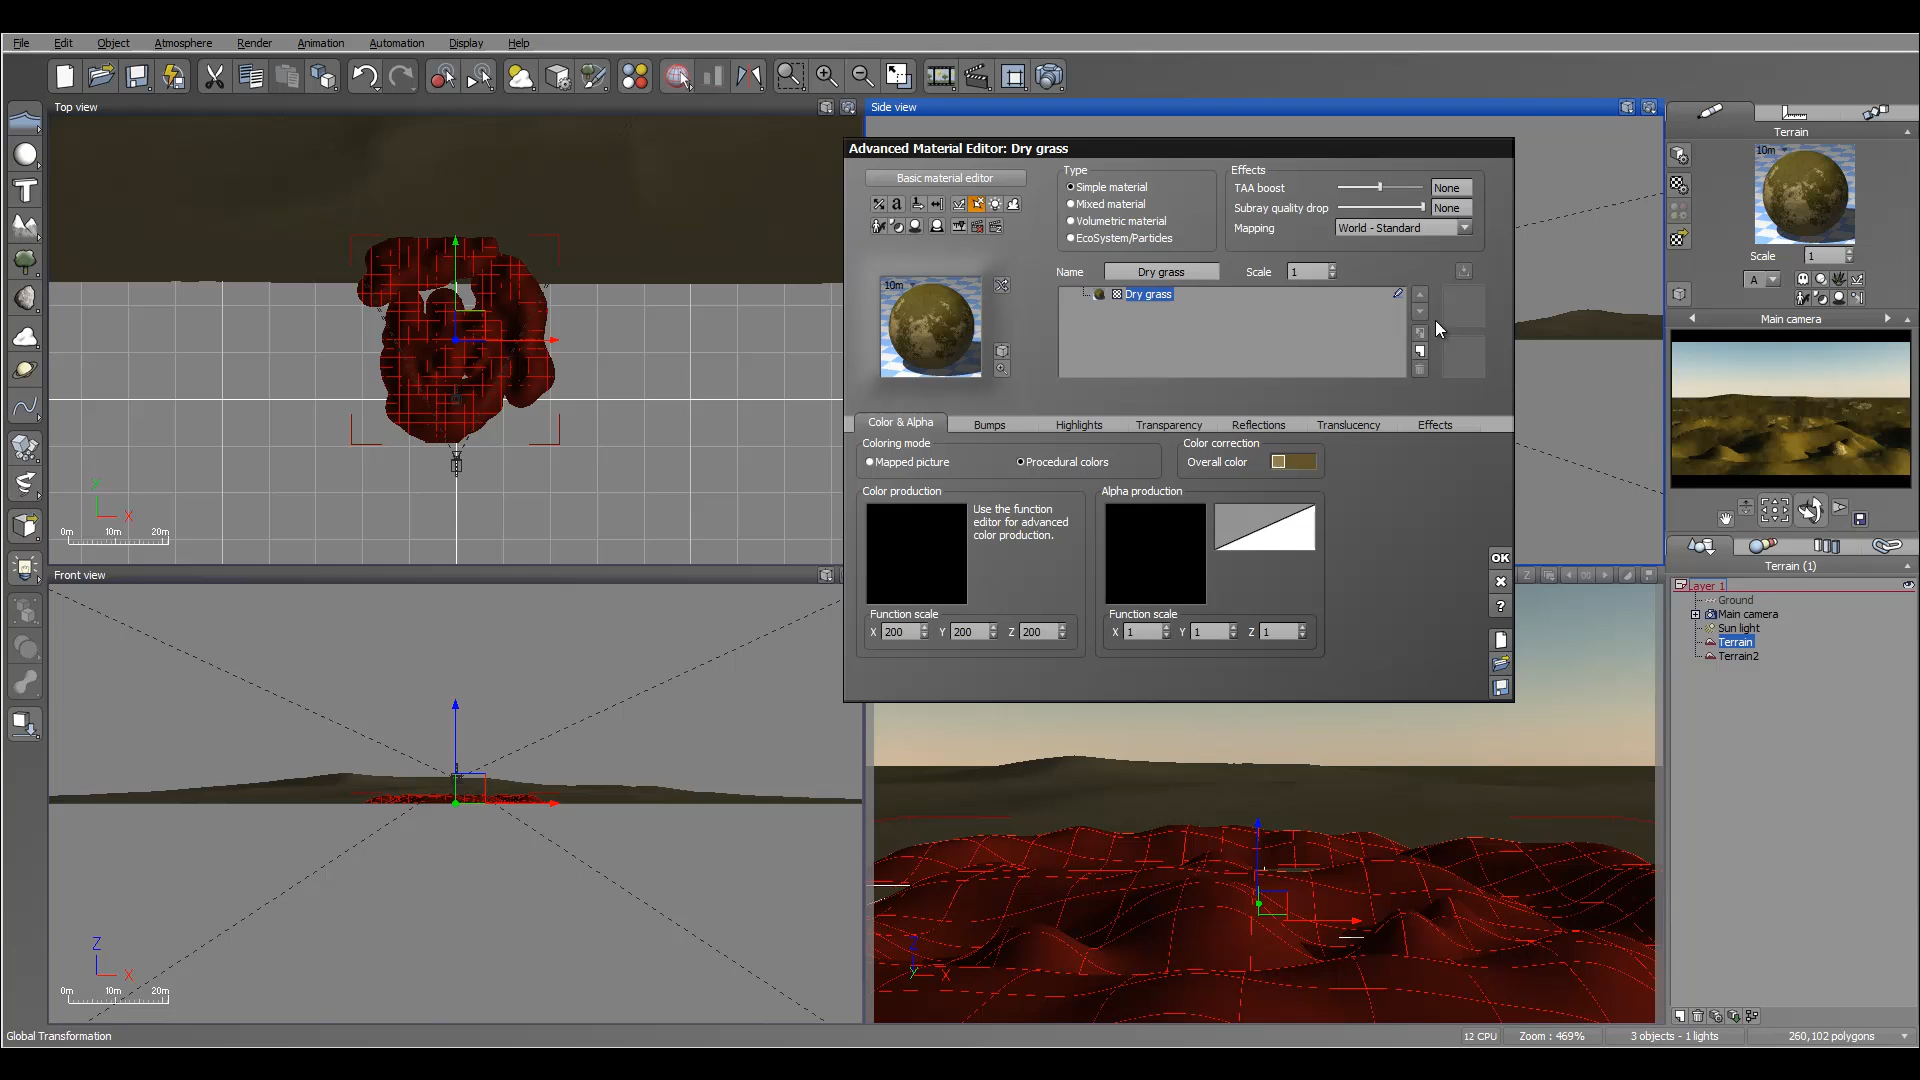 File Edit Object Atmosphere Render Animation Automation Display Help
Top view
Side view
Terrain
10m
Scale 1
A
Main camera
Advanced Material Editor: Dry grass
Basic material editor
Type
Simple material
Mixed material
Volumetric material
EcoSystem/Particles
Effects
TAA boost None
Subray quality drop None
Mapping World - Standard
Name Dry grass Scale 1
10m
Dry grass
Color & Alpha Bumps Highlights Transparency Reflections Translucency Effects
Coloring mode
Mapped picture Procedural colors
Color correction
Overall color
Color production
Use the function
editor for advanced
color production.
Function scale
X 200 Y 200 Z 200
Alpha production
Function scale
X 1 Y 1 Z 1
OK
?
Y
X
0m 10m 20m
Front view
Z
X
0m 10m 20m
Z
Y
X
Terrain (1)
Layer 1
Ground
Main camera
Sun light
Terrain
Terrain2
Global Transformation
12 CPU Zoom : 469% 3 objects - 1 lights 260,102 polygons